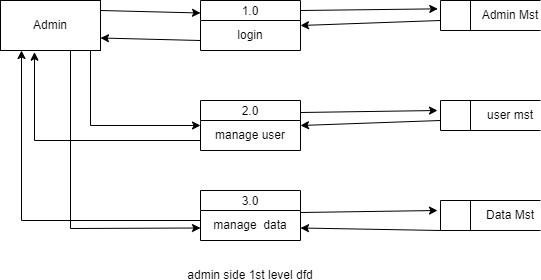 Admin
1.0
login
Admin Mst
2.0
manage user
user mst
3.0
manage data
Data Mst
admin side 1st level dfd